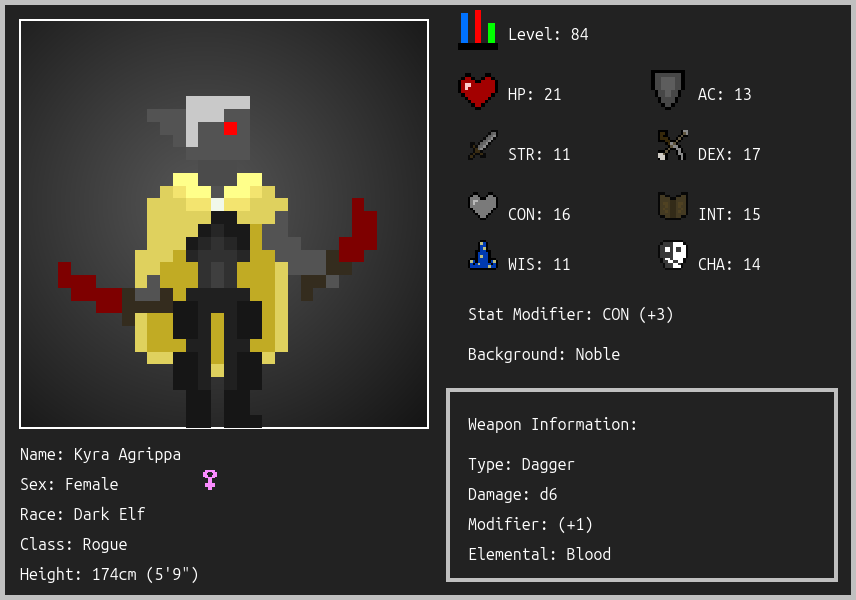 Level: 84
HP: 21
AC: 13
STR: 11
DEX: 17
CON: 16
INT: 15
WIS: 11
CHA: 14
Stat Modifier: CON (+3)
Background: Noble
Weapon Information:
Type: Dagger
Damage: d6
Modifier: (+1)
Elemental: Blood
Name: Kyra Agrippa
Sex: Female
Race: Dark Elf
Class: Rogue
Height: 174cm (5'9")